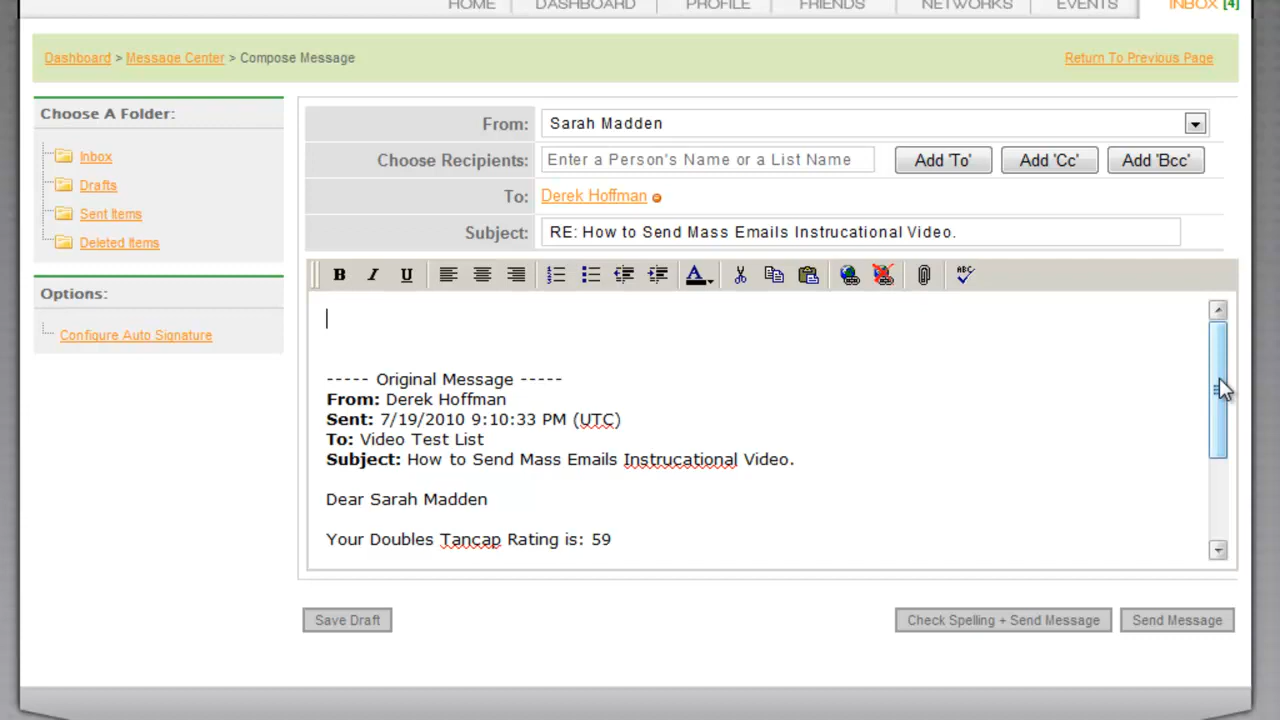 HOME DASHBOARD PROFILE FRIENDS NETWORKS EVENTS INBOX [4]
Dashboard > Message Center > Compose Message Return To Previous Page
Choose A Folder:
Inbox
Drafts
Sent Items
Deleted Items
Options:
Configure Auto Signature
From: Sarah Madden
Choose Recipients: Enter a Person's Name or a List Name Add 'To' Add 'Cc' Add 'Bcc'
To: Derek Hoffman
Subject: RE: How to Send Mass Emails Instrucational Video.
B I U A ABC
----- Original Message -----
From: Derek Hoffman
Sent: 7/19/2010 9:10:33 PM (UTC)
To: Video Test List
Subject: How to Send Mass Emails Instrucational Video.
Dear Sarah Madden
Your Doubles Tancap Rating is: 59
Save Draft Check Spelling + Send Message Send Message